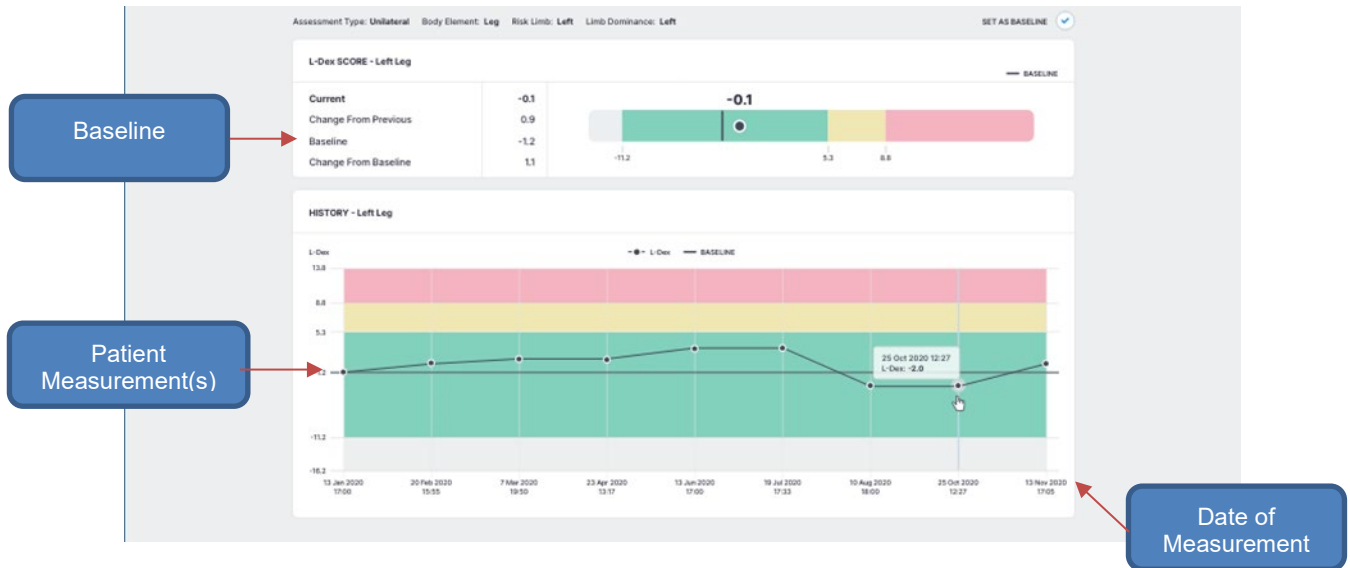 Assessment Type: Unilateral Body Element: Leg Risk Limb: Left Limb Dominance: Left SET AS BASELINE
L-Dex SCORE - Left Leg
BASELINE
Baseline
Current -0.1
Change From Previous 0.9
Baseline -1.2
Change From Baseline 1.1
-0.1
-11.2 5.3 8.8
HISTORY - Left Leg
L-Dex
L-Dex BASELINE
13.8
8.8
5.3
-11.2
-16.2
Patient
Measurement(s)
25 Oct 2020 12:27
L-Dex: -2.0
13 Jan 2020 20 Feb 2020 7 Mar 2020 23 Apr 2020 13 Jun 2020 19 Jul 2020 10 Aug 2020 25 Oct 2020 13 Nov 2020
17:00 15:55 19:50 13:17 17:00 17:33 18:00 12:27 17:05
Date of
Measurement